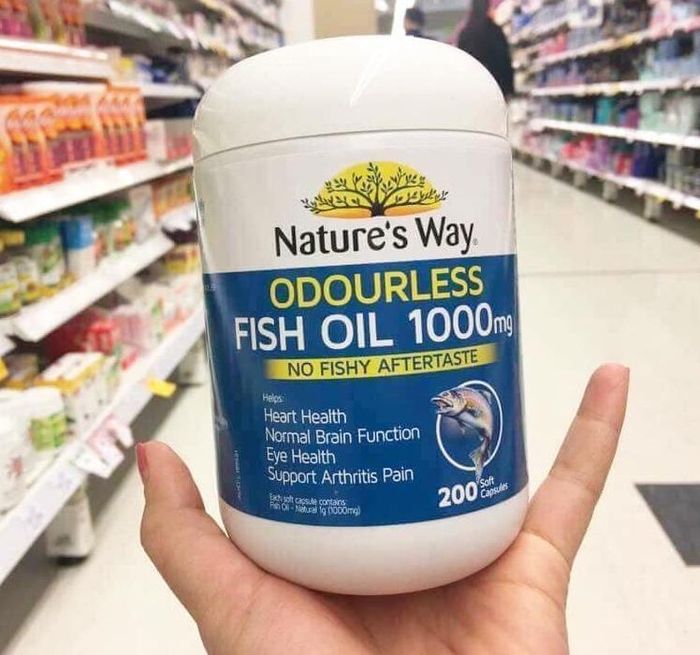 Nature's Way
ODOURLESS
FISH OIL 1000mg
NO FISHY AFTERTASTE
Helps:
Heart Health
Normal Brain Function
Eye Health
Support Arthritis Pain
200 Soft Capsules
Each soft capsule contains:
Fish Oil - Natural 1g (1000mg)